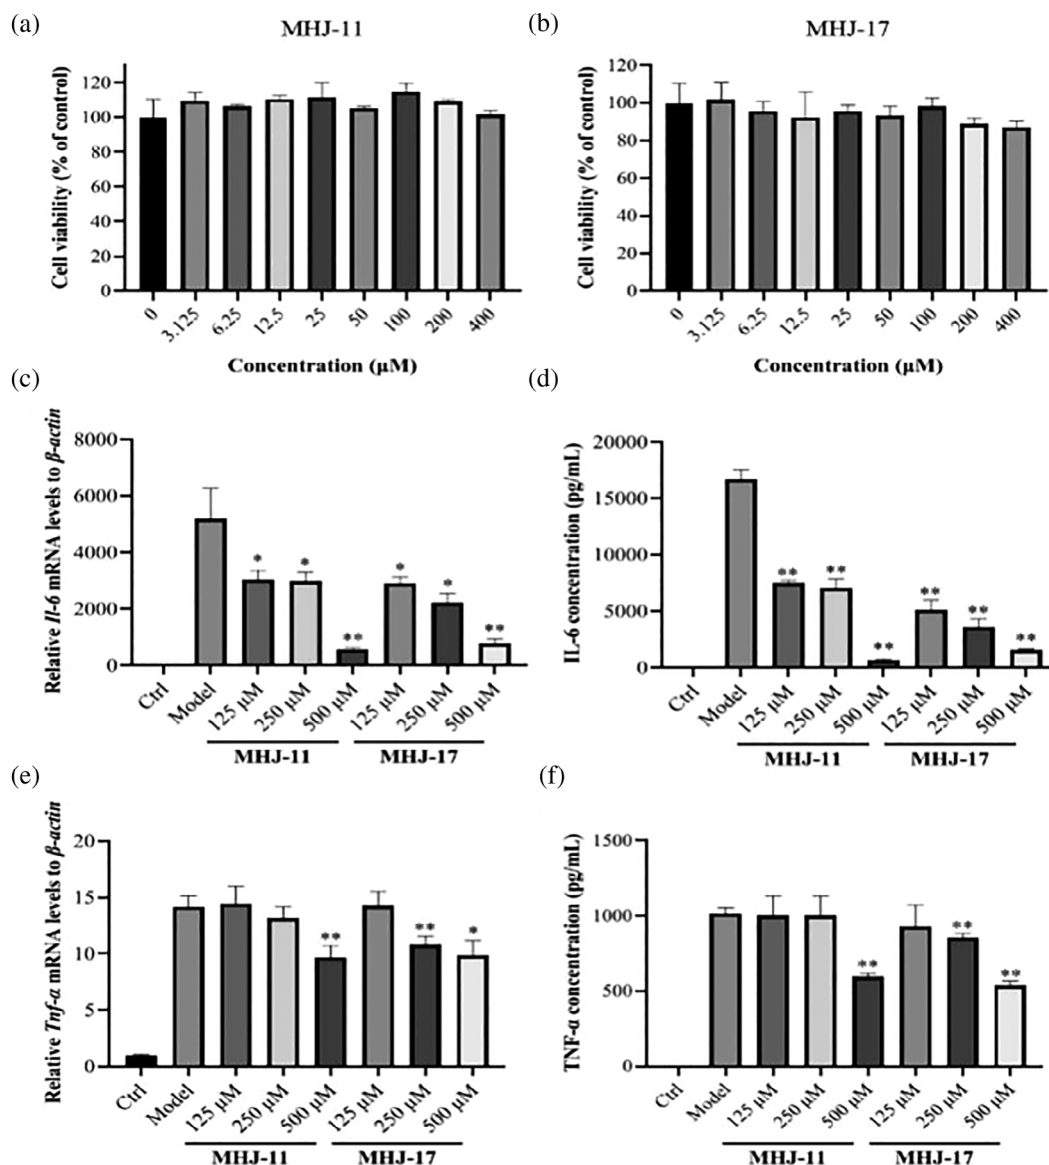 (a)
MHJ-11
Cell viability (% of control)
120
100
80
60
40
20
0
0
3.125
6.25
12.5
25
50
100
200
400
Concentration (μM)
(b)
MHJ-17
Cell viability (% of control)
120
100
80
60
40
20
0
0
3.125
6.25
12.5
25
50
100
200
400
Concentration (μM)
(c)
Relative Il-6 mRNA levels to β-actin
8000
6000
4000
2000
0
*
*
**
*
*
**
Ctrl
Model
125 μM
250 μM
500 μM
125 μM
250 μM
500 μM
MHJ-11
MHJ-17
(d)
IL-6 concentration (pg/mL)
20000
15000
10000
5000
0
**
**
**
**
**
**
Ctrl
Model
125 μM
250 μM
500 μM
125 μM
250 μM
500 μM
MHJ-11
MHJ-17
(e)
Relative Tnf-α mRNA levels to β-actin
20
15
10
5
0
**
**
*
Ctrl
Model
125 μM
250 μM
500 μM
125 μM
250 μM
500 μM
MHJ-11
MHJ-17
(f)
TNF-α concentration (pg/mL)
1500
1000
500
0
**
**
**
Ctrl
Model
125 μM
250 μM
500 μM
125 μM
250 μM
500 μM
MHJ-11
MHJ-17